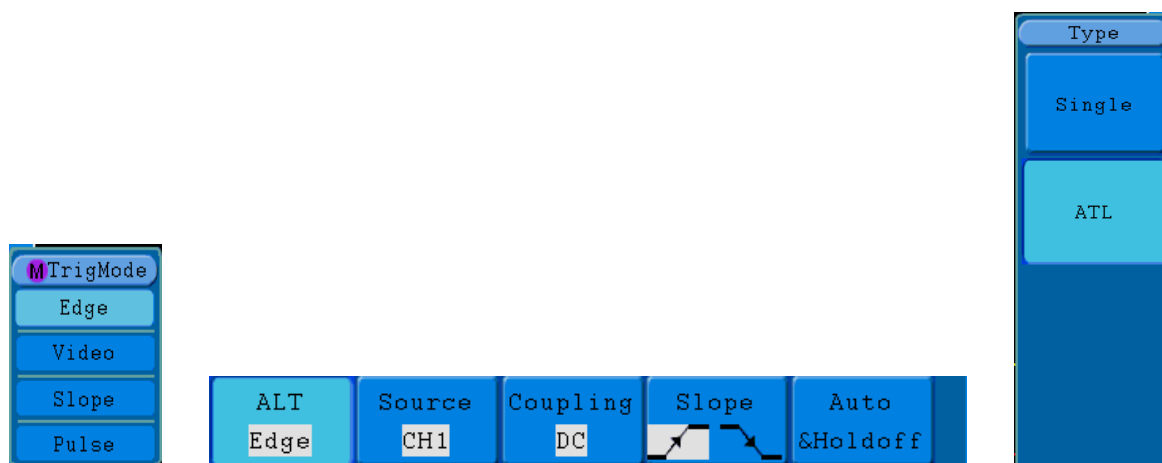 MTrigMode
Edge
Video
Slope
Pulse
ALT Source Coupling Slope Auto
Edge CH1 DC &Holdoff
Type
Single
ATL